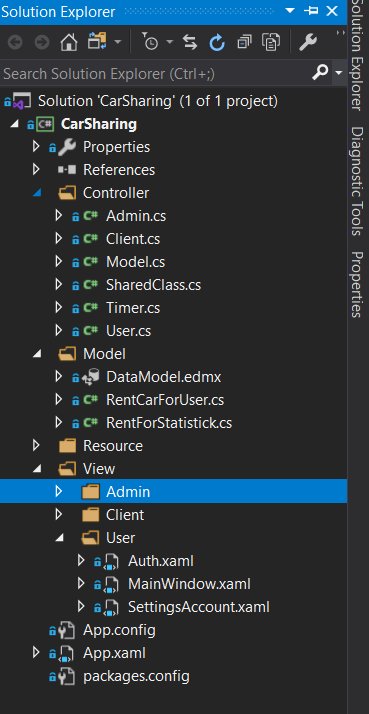 Solution Explorer
Search Solution Explorer (Ctrl+;)
Solution 'CarSharing' (1 of 1 project)
C# CarSharing
Properties
References
Controller
C# Admin.cs
C# Client.cs
C# Model.cs
C# SharedClass.cs
C# Timer.cs
C# User.cs
Model
DataModel.edmx
C# RentCarForUser.cs
C# RentForStatistick.cs
Resource
View
Admin
Client
User
Auth.xaml
MainWindow.xaml
SettingsAccount.xaml
App.config
App.xaml
packages.config
Solution Explorer
Diagnostic Tools
Properties